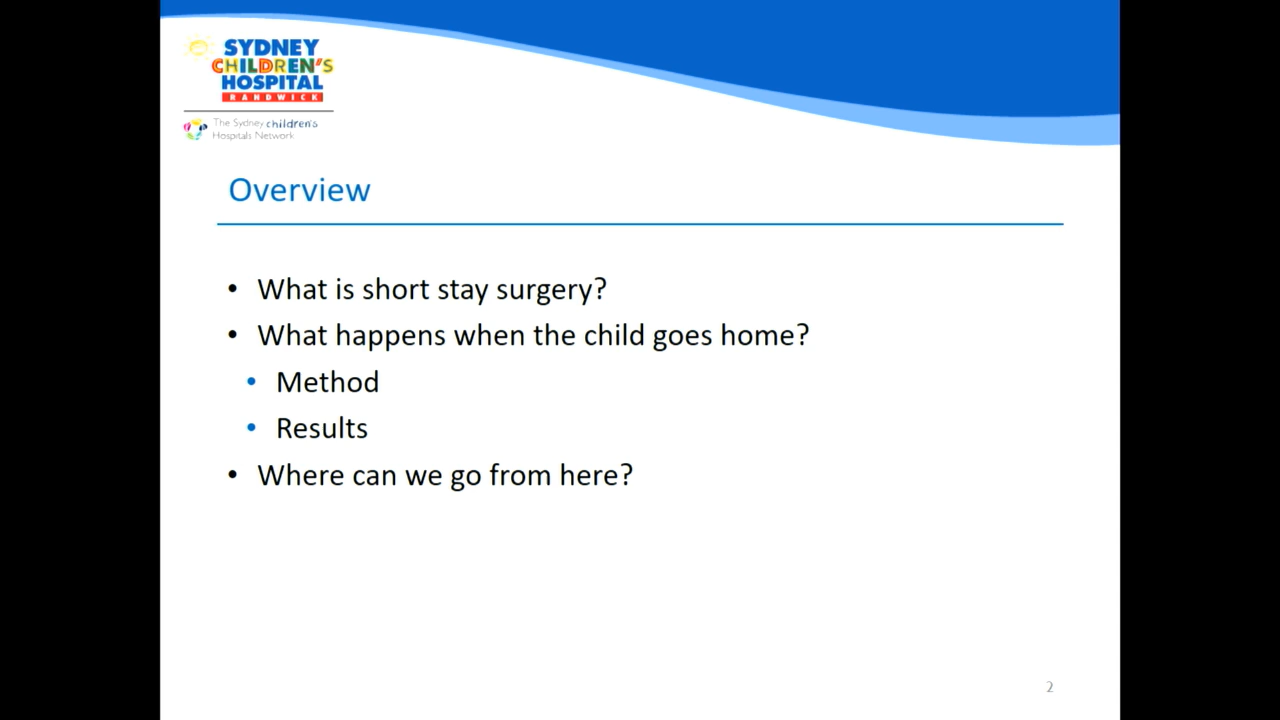 SYDNEY
CHILDREN'S
HOSPITAL
RANDWICK
The Sydney children's
Hospitals Network
Overview
• What is short stay surgery?
• What happens when the child goes home?
• Method
• Results
• Where can we go from here?
2